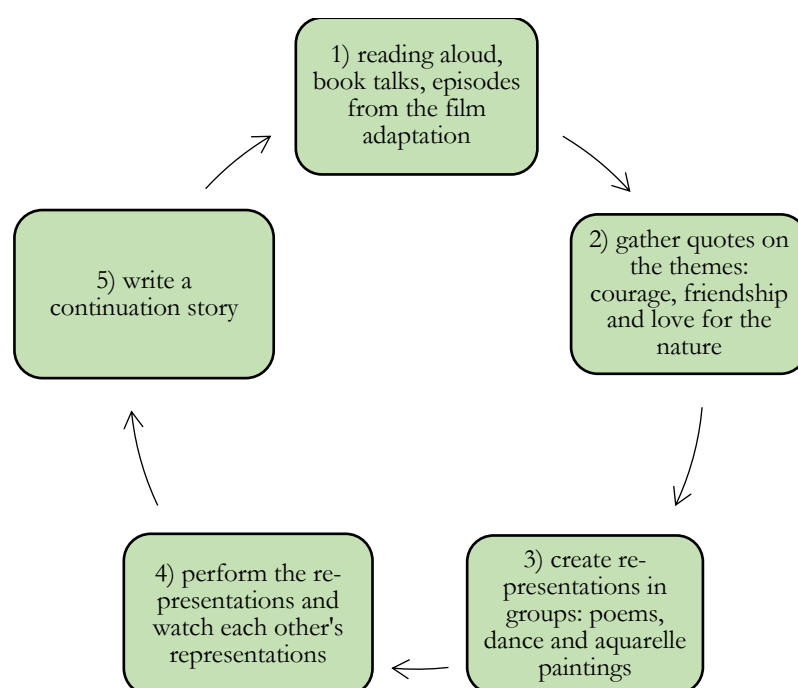 1) reading aloud,
book talks, episodes
from the film
adaptation
2) gather quotes on
the themes:
courage, friendship
and love for the
nature
3) create re-
presentations in
groups: poems,
dance and aquarelle
paintings
4) perform the re-
presentations and
watch each other's
representations
5) write a
continuation story